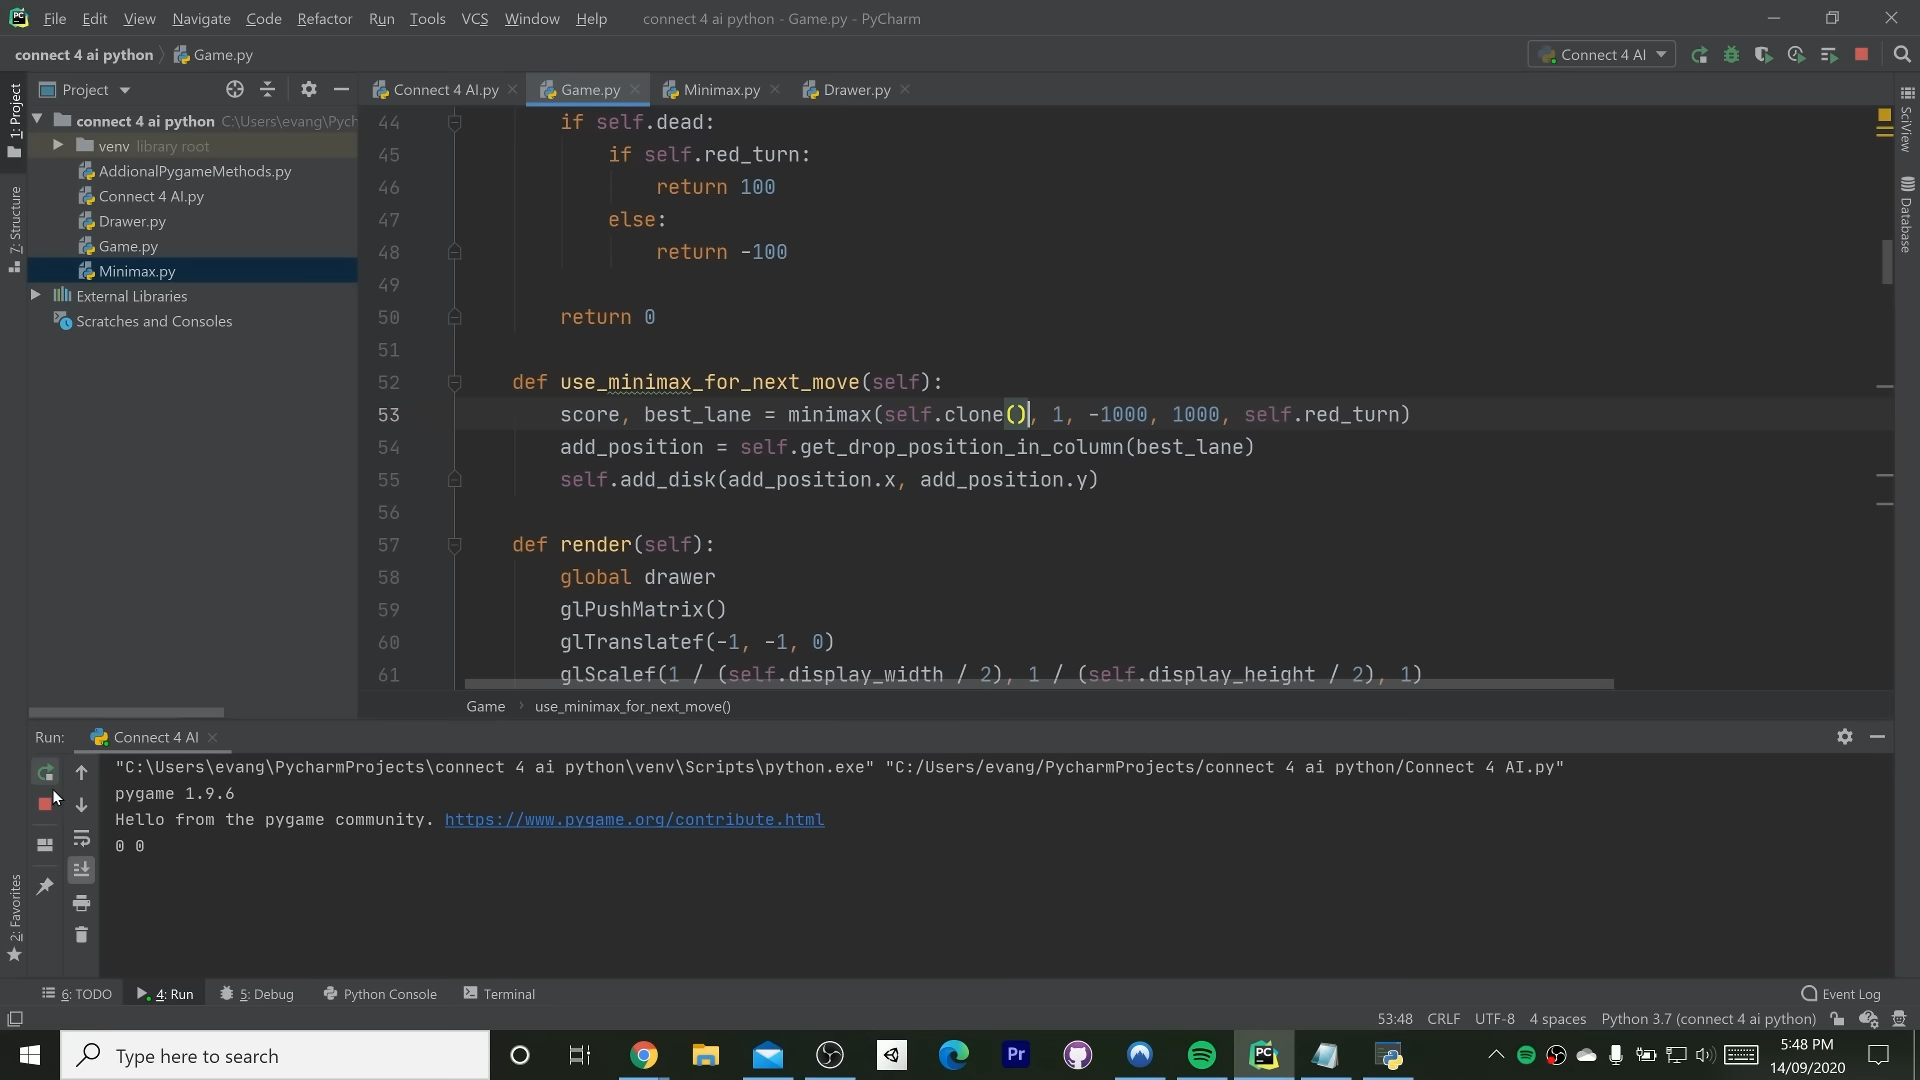 File Edit View Navigate Code Refactor Run Tools VCS Window Help connect 4 ai python - Game.py - PyCharm
connect 4 ai python Game.py Connect 4 AI
Project Connect 4 AI.py Game.py Minimax.py Drawer.py
1: Project
7: Structure
2: Favorites
SciView
Database
connect 4 ai python C:\Users\evang\Pych
venv library root
AddionalPygameMethods.py
Connect 4 AI.py
Drawer.py
Game.py
Minimax.py
External Libraries
Scratches and Consoles
44 if self.dead:
45 if self.red_turn:
46 return 100
47 else:
48 return -100
49
50 return 0
51
52 def use_minimax_for_next_move(self):
53 score, best_lane = minimax(self.clone(), 1, -1000, 1000, self.red_turn)
54 add_position = self.get_drop_position_in_column(best_lane)
55 self.add_disk(add_position.x, add_position.y)
56
57 def render(self):
58 global drawer
59 glPushMatrix()
60 glTranslatef(-1, -1, 0)
61 glScalef(1 / (self.display_width / 2), 1 / (self.display_height / 2), 1)
Game use_minimax_for_next_move()
Run: Connect 4 AI
"C:\Users\evang\PycharmProjects\connect 4 ai python\venv\Scripts\python.exe" "C:/Users/evang/PycharmProjects/connect 4 ai python/Connect 4 AI.py"
pygame 1.9.6
Hello from the pygame community. https://www.pygame.org/contribute.html
0 0
6: TODO 4: Run 5: Debug Python Console Terminal Event Log
53:48 CRLF UTF-8 4 spaces Python 3.7 (connect 4 ai python)
Type here to search
Pr
PC
5:48 PM
14/09/2020